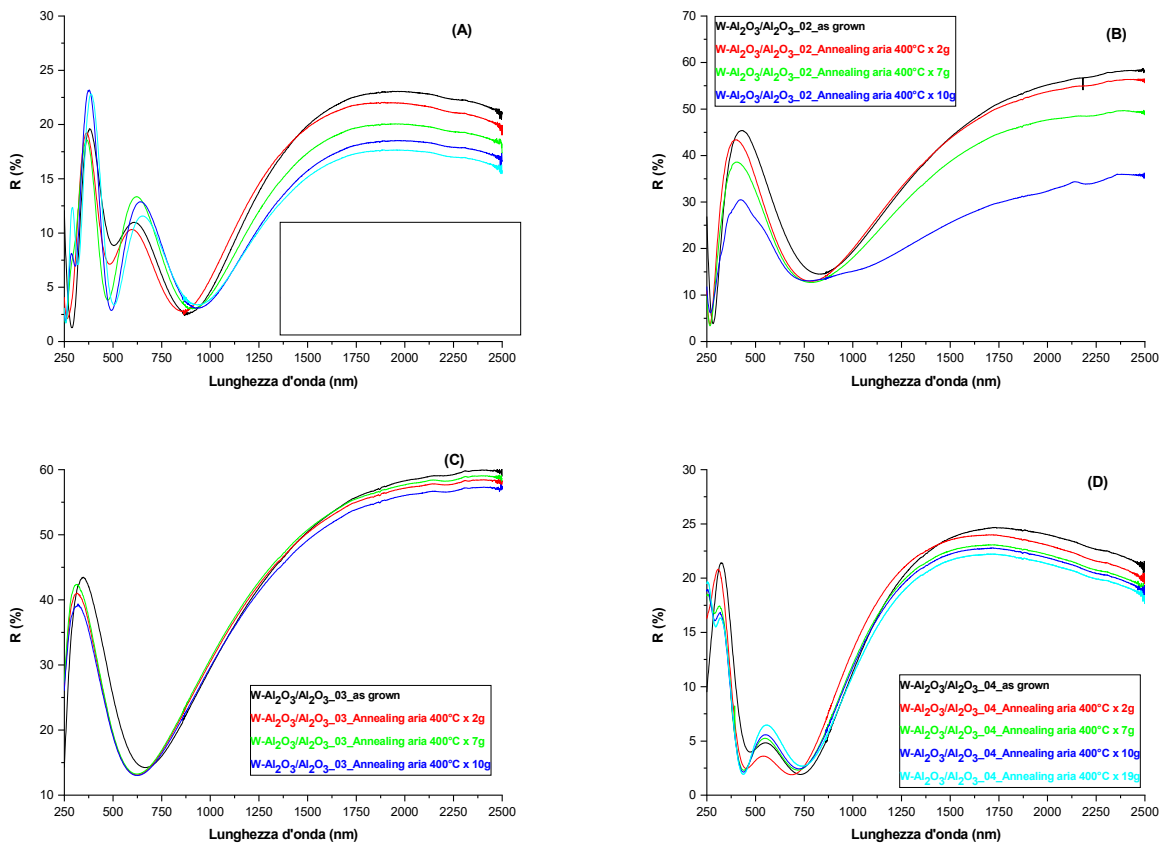 (A)
30
25
20
15
10
5
0
R (%)
250 500 750 1000 1250 1500 1750 2000 2250 2500
Lunghezza d'onda (nm)
(B)
W-Al2O3/Al2O3_02_as grown
W-Al2O3/Al2O3_02_Annealing aria 400°C x 2g
W-Al2O3/Al2O3_02_Annealing aria 400°C x 7g
W-Al2O3/Al2O3_02_Annealing aria 400°C x 10g
70
60
50
40
30
20
10
0
R (%)
250 500 750 1000 1250 1500 1750 2000 2250 2500
Lunghezza d'onda (nm)
(C)
60
50
40
30
20
10
R (%)
W-Al2O3/Al2O3_03_as grown
W-Al2O3/Al2O3_03_Annealing aria 400°C x 2g
W-Al2O3/Al2O3_03_Annealing aria 400°C x 7g
W-Al2O3/Al2O3_03_Annealing aria 400°C x 10g
250 500 750 1000 1250 1500 1750 2000 2250 2500
Lunghezza d'onda (nm)
(D)
30
25
20
15
10
5
0
R (%)
W-Al2O3/Al2O3_04_as grown
W-Al2O3/Al2O3_04_Annealing aria 400°C x 2g
W-Al2O3/Al2O3_04_Annealing aria 400°C x 7g
W-Al2O3/Al2O3_04_Annealing aria 400°C x 10g
W-Al2O3/Al2O3_04_Annealing aria 400°C x 19g
250 500 750 1000 1250 1500 1750 2000 2250 2500
Lunghezza d'onda (nm)